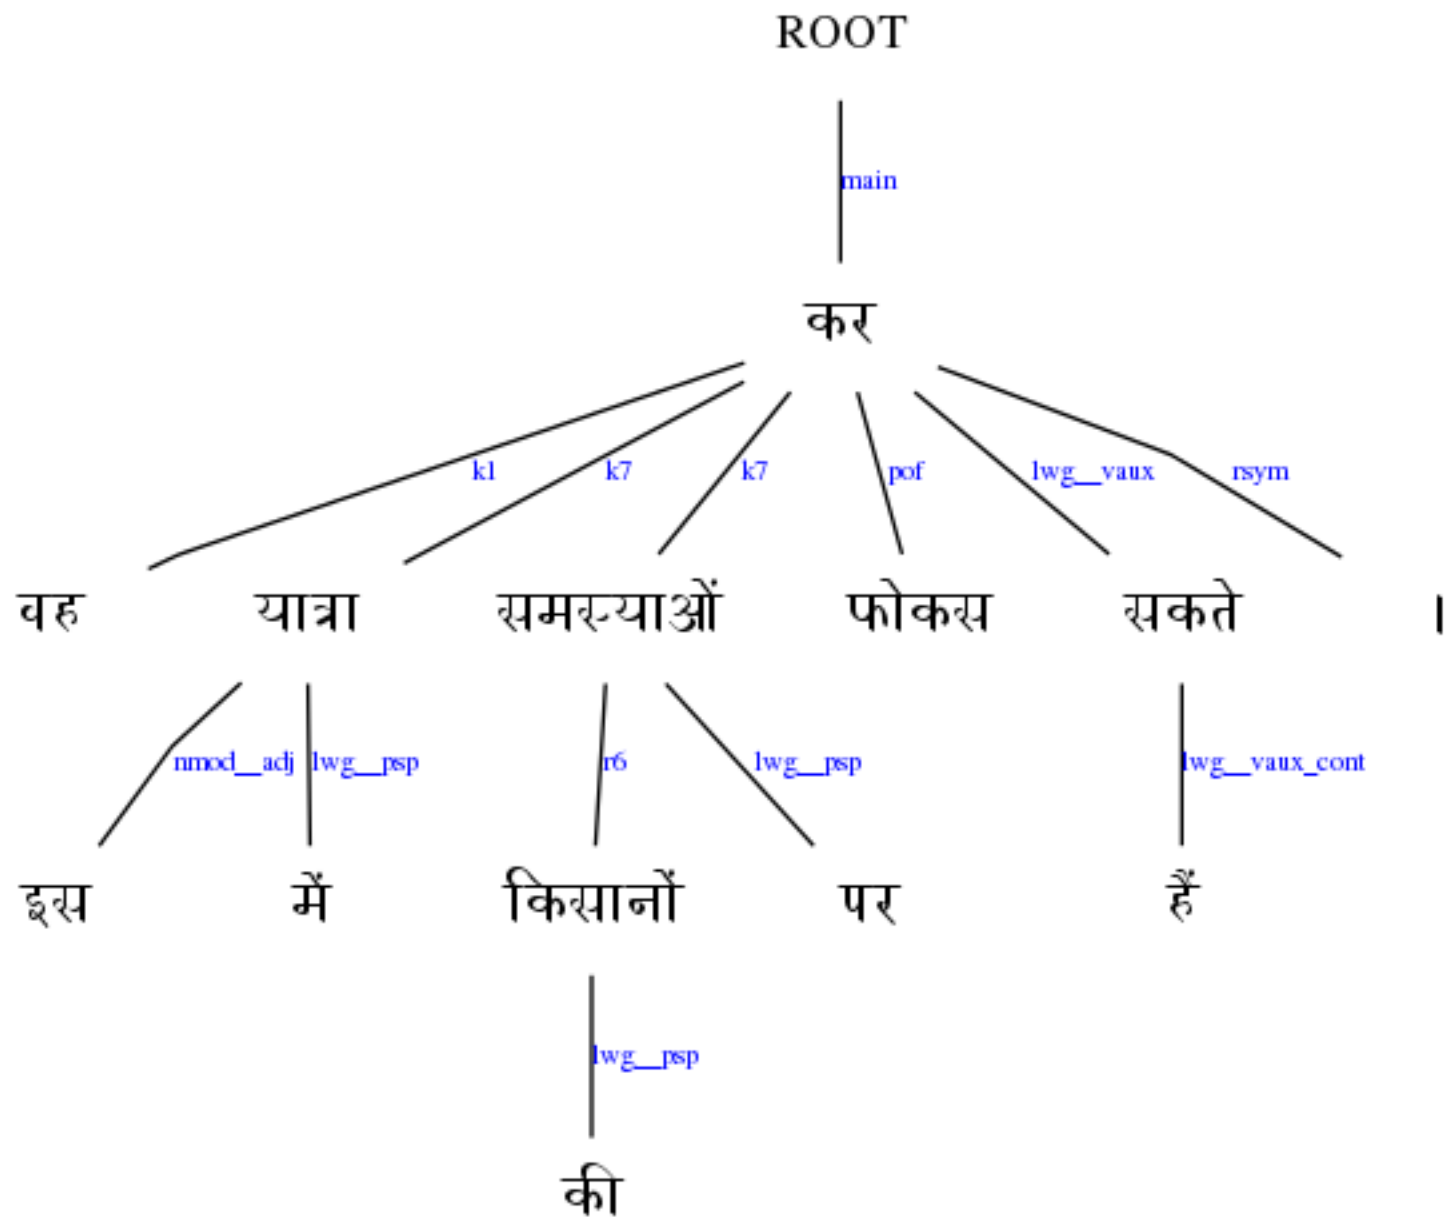 ROOT
main
कर
k1 k7 k7 pof lwg__vaux rsym
वह यात्रा समस्याओं फोकस सकते ।
nmod__adj lwg__psp r6 lwg__psp lwg__vaux_cont
इस में किसानों पर हैं
lwg__psp
की